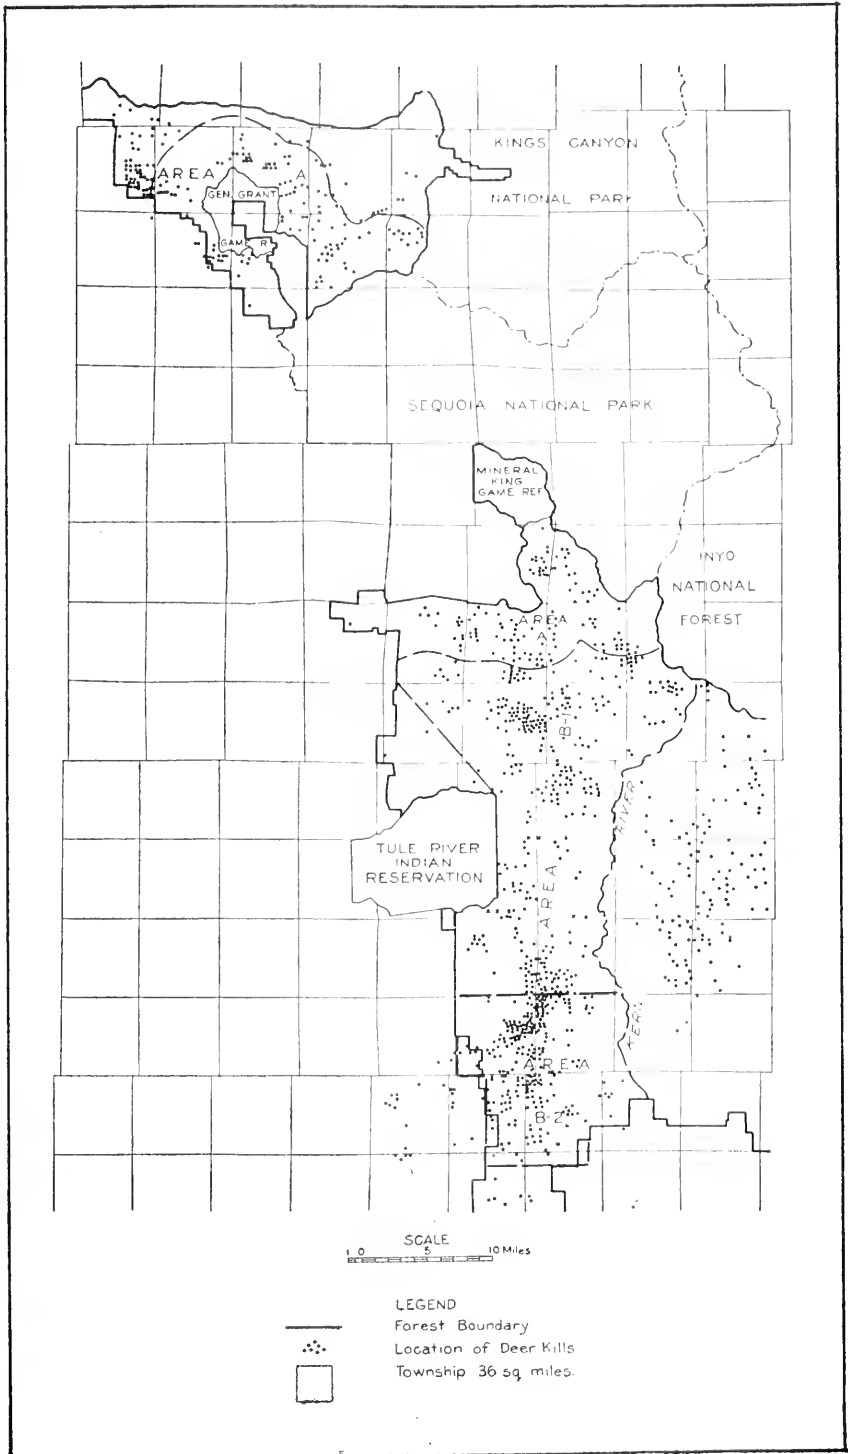 KINGS CANYON
NATIONAL PARK
AREA A
GEN. GRANT
GAME R
SEQUOIA NATIONAL PARK
MINERAL
KING
GAME REF
INYO
NATIONAL
FOREST
AREA
A
B-1
RIVER
TULE RIVER
INDIAN
RESERVATION
AREA
KERN
AREA
B-2
SCALE
1 0 5 10 Miles
LEGEND
Forest Boundary
Location of Deer Kills
Township 36 sq. miles.